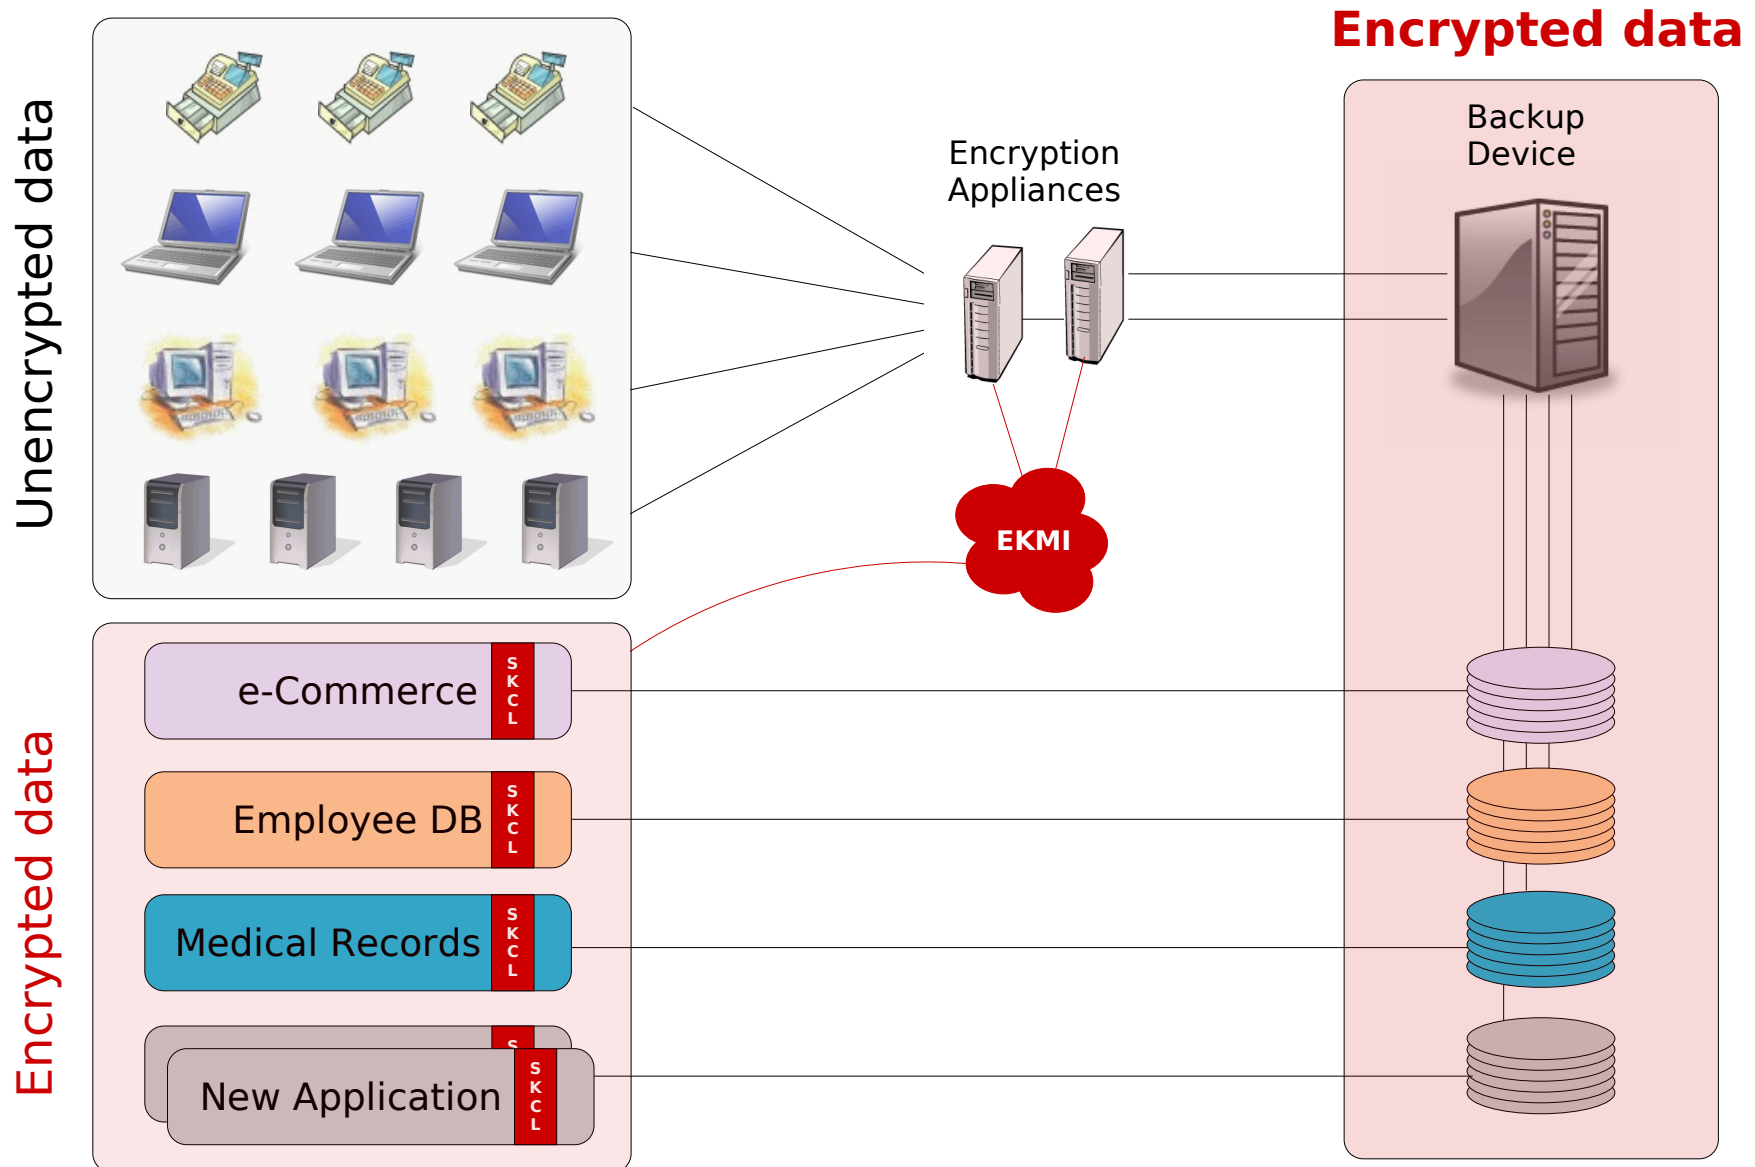 Encrypted data
Unencrypted data
Encryption
Appliances
Backup
Device
EKMI
Encrypted data
e-Commerce
S
K
C
L
Employee DB
S
K
C
L
Medical Records
S
K
C
L
S
New Application
S
K
C
L